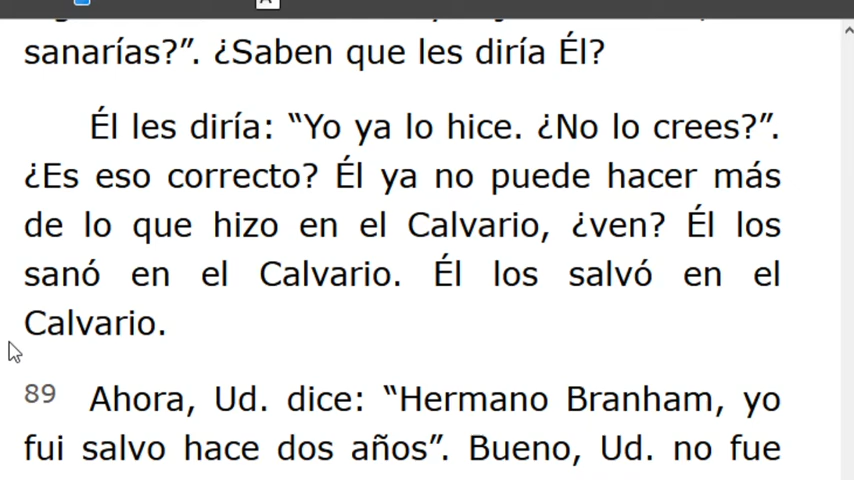 sanarías?”. ¿Saben que les diría Él?
Él les diría: “Yo ya lo hice. ¿No lo crees?”.
¿Es eso correcto? Él ya no puede hacer más
de lo que hizo en el Calvario, ¿ven? Él los
sanó en el Calvario. Él los salvó en el
Calvario.
89 Ahora, Ud. dice: “Hermano Branham, yo
fui salvo hace dos años”. Bueno, Ud. no fue